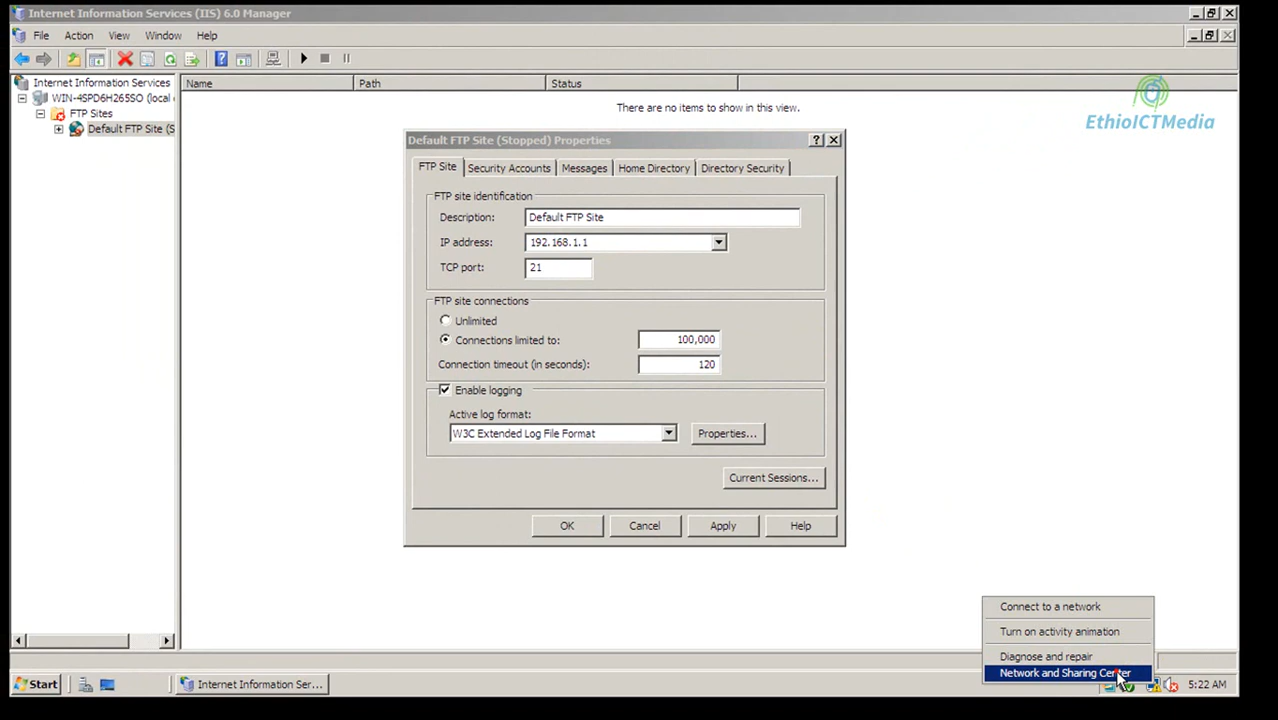 Internet Information Services (IIS) 6.0 Manager
File Action View Window Help
Internet Information Services
WIN-4SPD6H265SO (local
FTP Sites
Default FTP Site (S
Name Path Status
There are no items to show in this view.
EthioICTMedia
Default FTP Site (Stopped) Properties
FTP Site Security Accounts Messages Home Directory Directory Security
FTP site identification
Description: Default FTP Site
IP address: 192.168.1.1
TCP port: 21
FTP site connections
Unlimited
Connections limited to: 100,000
Connection timeout (in seconds): 120
Enable logging
Active log format:
W3C Extended Log File Format Properties...
Current Sessions...
OK Cancel Apply Help
Connect to a network
Turn on activity animation
Diagnose and repair
Network and Sharing Center
Start Internet Information Ser... 5:22 AM